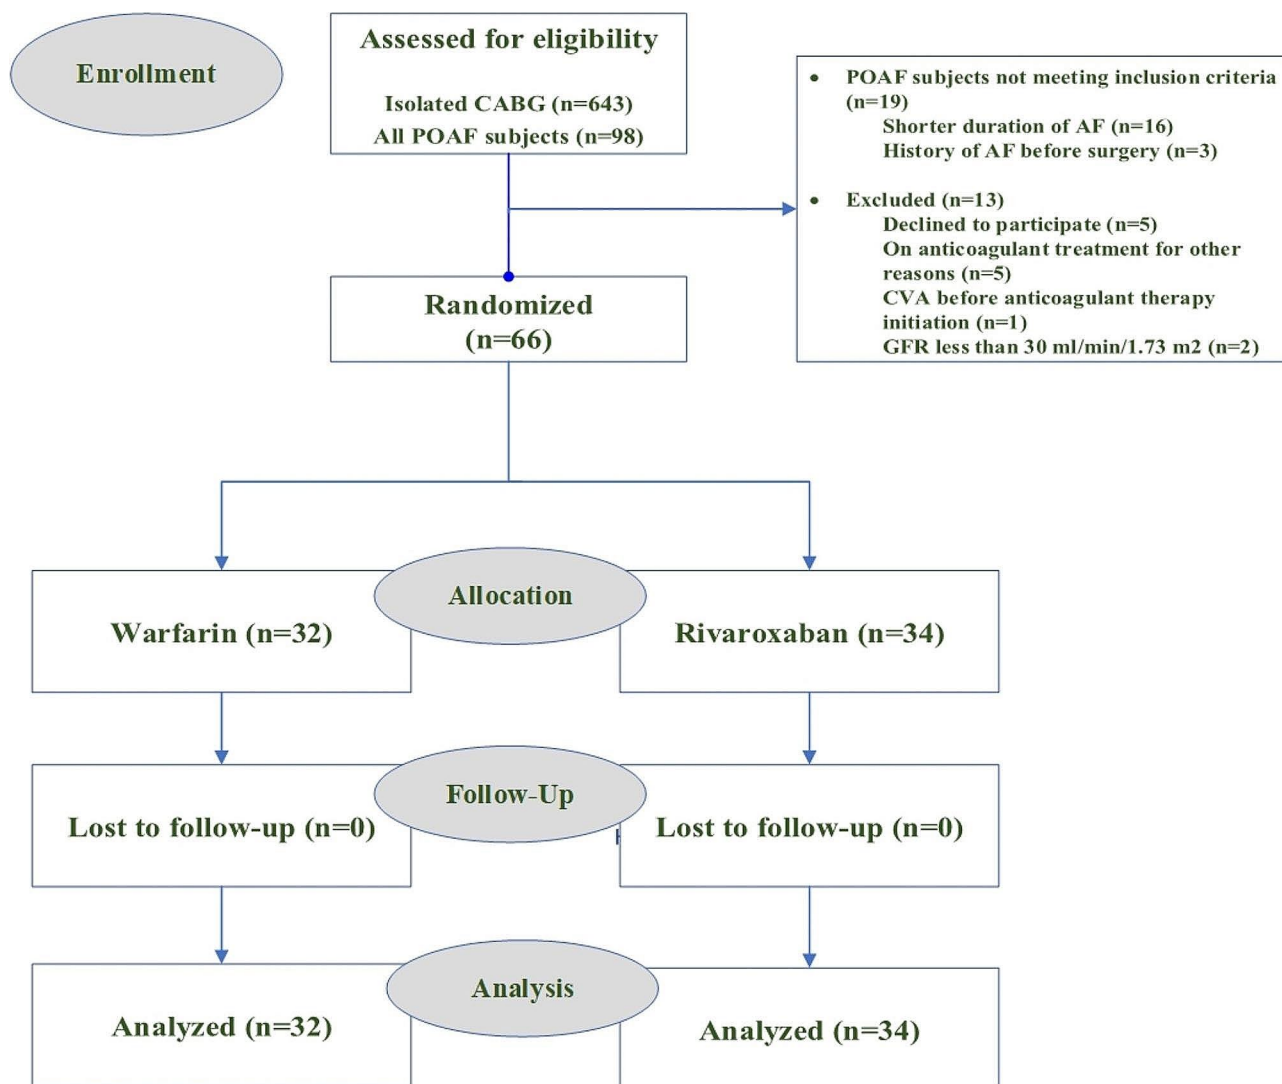 Enrollment
Assessed for eligibility
Isolated CABG (n=643)
All POAF subjects (n=98)
• POAF subjects not meeting inclusion criteria
(n=19)
Shorter duration of AF (n=16)
History of AF before surgery (n=3)
• Excluded (n=13)
Declined to participate (n=5)
On anticoagulant treatment for other
reasons (n=5)
CVA before anticoagulant therapy
initiation (n=1)
GFR less than 30 ml/min/1.73 m2 (n=2)
Randomized
(n=66)
Allocation
Warfarin (n=32)
Rivaroxaban (n=34)
Follow-Up
Lost to follow-up (n=0)
Lost to follow-up (n=0)
Analysis
Analyzed (n=32)
Analyzed (n=34)